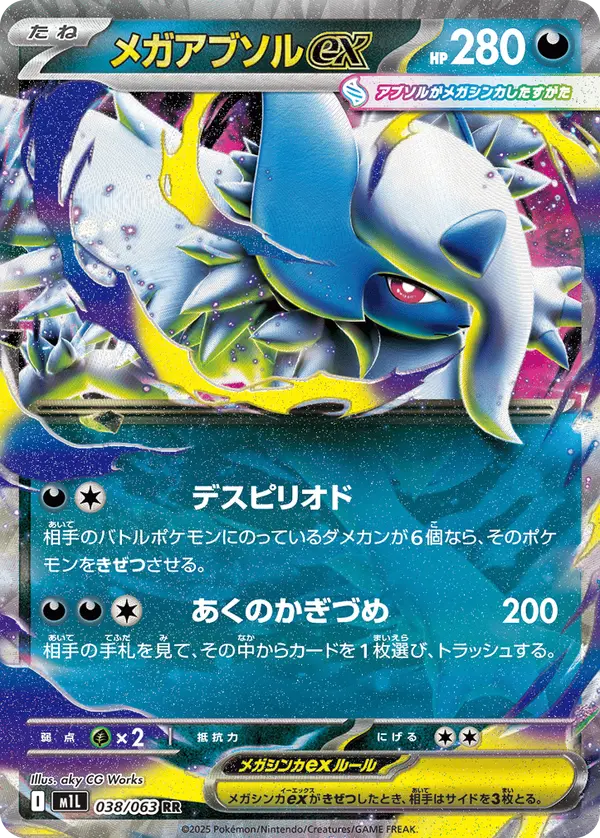 たね
メガアブソルex
HP 280
アブソルがメガシンカしたすがた
デスピリオド
相手のバトルポケモンにのっているダメカンが6個なら、そのポケ
モンをきぜつさせる。
あくのかぎづめ 200
相手の手札を見て、その中からカードを1枚選び、トラッシュする。
弱点 ×2 抵抗力 にげる
メガシンカexルール
メガシンカexがきぜつしたとき、相手はサイドを3枚とる。
Illus. aky CG Works
I M1L 038/063 RR
©2025 Pokémon/Nintendo/Creatures/GAME FREAK.